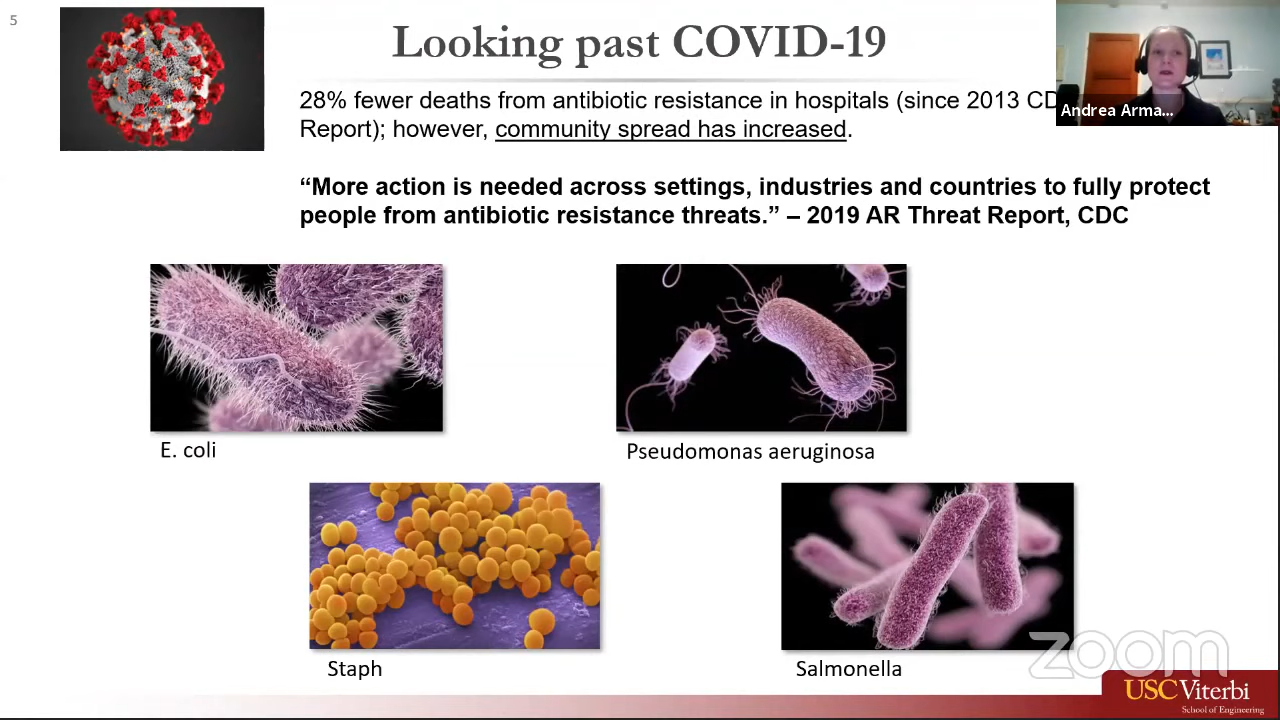 5
Looking past COVID-19
28% fewer deaths from antibiotic resistance in hospitals (since 2013 CD
Report); however, community spread has increased.
Andrea Arma...
“More action is needed across settings, industries and countries to fully protect
people from antibiotic resistance threats.” – 2019 AR Threat Report, CDC
E. coli
Pseudomonas aeruginosa
Staph
Salmonella
zoom
USC Viterbi
School of Engineering